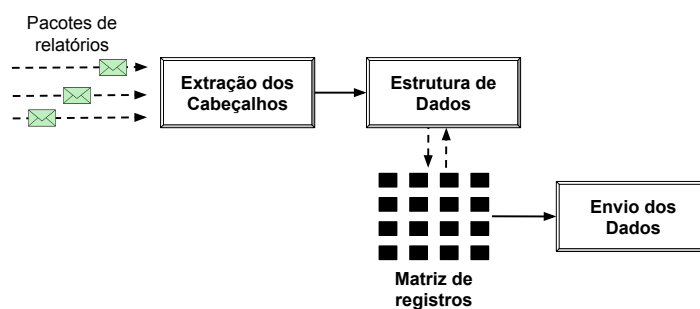 Pacotes de
relatórios
Extração dos
Cabeçalhos
Estrutura de
Dados
Matriz de
registros
Envio dos
Dados